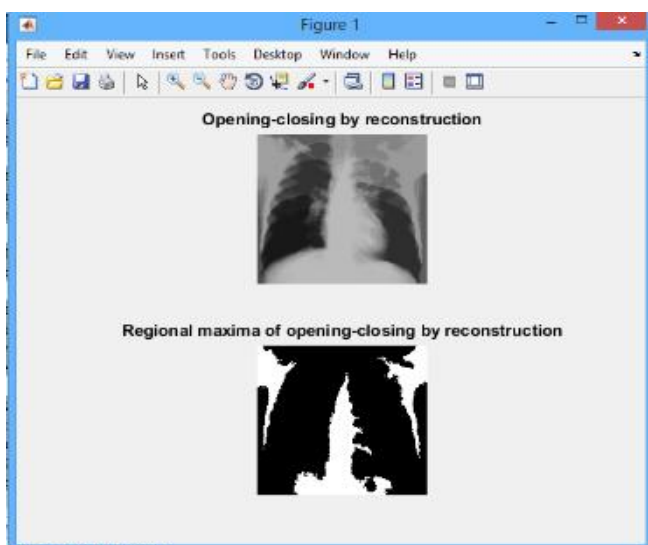 Figure 1
File Edit View Insert Tools Desktop Window Help
Opening-closing by reconstruction
Regional maxima of opening-closing by reconstruction